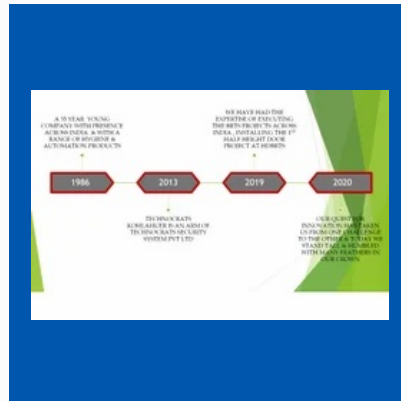 A 35 YEAR YOUNG
COMPANY WITH PRESENCE
ACROSS INDIA & WITH A
RANGE OF HYGIENE &
AUTOMATION PRODUCTS
WE HAVE HAD THE
EXPERTISE OF EXECUTING
THE BRTS PROJECTS ACROSS
INDIA , INSTALLING THE 1ST
HALF HEIGHT DOOR
PROJECT AT HDBRTS
1986
2013
2019
2020
TECHNOCRATS
KOHLAHUER IS AN ARM OF
TECHNOCRATS SECURITY
SYSTEM PVT LTD
OUR QUEST FOR
INNOVATION HAS TAKEN
US FROM ONE CHALLENGE
TO THE OTHER & TODAY WE
STAND TALL & HUMBLED
WITH MANY FEATHERS IN
OUR CROWN